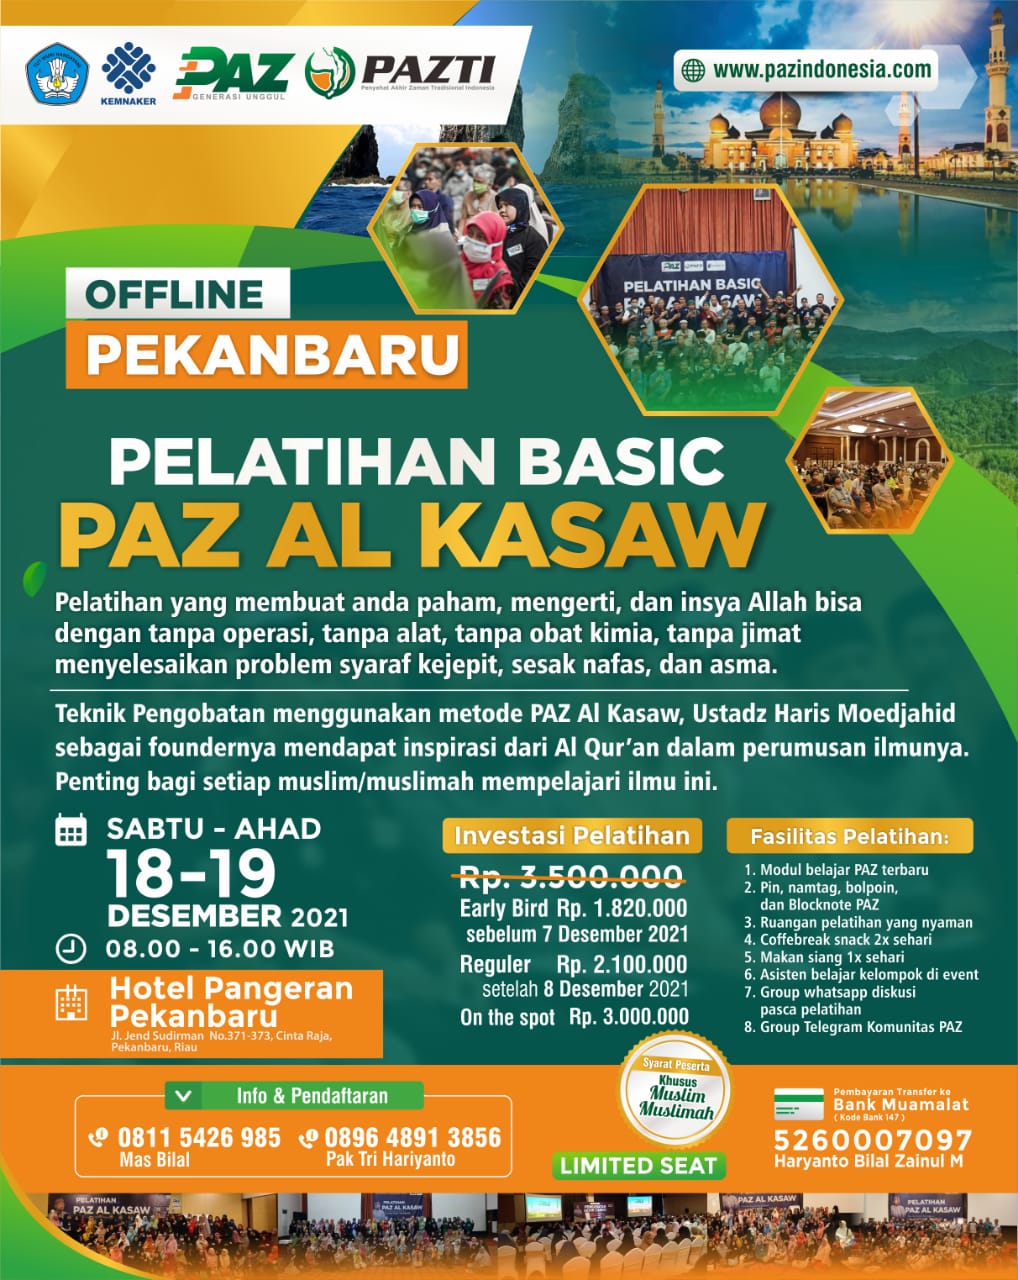 KEMNAKER
PAZ
GENERASI UNGGUL
PAZTI
Penyehat Akhir Zaman Tradisional Indonesia
www.pazindonesia.com
PELATIHAN BASIC
PAZ AL KASAW
OFFLINE
PEKANBARU
PELATIHAN BASIC
PAZ AL KASAW
Pelatihan yang membuat anda paham, mengerti, dan insya Allah bisa
dengan tanpa operasi, tanpa alat, tanpa obat kimia, tanpa jimat
menyelesaikan problem syaraf kejepit, sesak nafas, dan asma.
Teknik Pengobatan menggunakan metode PAZ Al Kasaw, Ustadz Haris Moedjahid
sebagai foundernya mendapat inspirasi dari Al Qur’an dalam perumusan ilmunya.
Penting bagi setiap muslim/muslimah mempelajari ilmu ini.
SABTU - AHAD
18-19
DESEMBER 2021
08.00 - 16.00 WIB
Hotel Pangeran
Pekanbaru
Jl. Jend Sudirman No.371-373, Cinta Raja,
Pekanbaru, Riau
Investasi Pelatihan
Rp. 3.500.000
Early Bird Rp. 1.820.000
sebelum 7 Desember 2021
Reguler Rp. 2.100.000
setelah 8 Desember 2021
On the spot Rp. 3.000.000
Fasilitas Pelatihan:
1. Modul belajar PAZ terbaru
2. Pin, namtag, bolpoin,
dan Blocknote PAZ
3. Ruangan pelatihan yang nyaman
4. Coffebreak snack 2x sehari
5. Makan siang 1x sehari
6. Asisten belajar kelompok di event
7. Group whatsapp diskusi
pasca pelatihan
8. Group Telegram Komunitas PAZ
Info & Pendaftaran
0811 5426 985
Mas Bilal
0896 4891 3856
Pak Tri Hariyanto
Syarat Peserta
Khusus
Muslim
Muslimah
LIMITED SEAT
Pembayaran Transfer ke
Bank Muamalat
( Kode Bank 147 )
5260007097
Haryanto Bilal Zainul M
PELATIHAN
PAZ AL KASAW
PAZ AL KASAW
PELATIHAN
PAZ AL KASAW